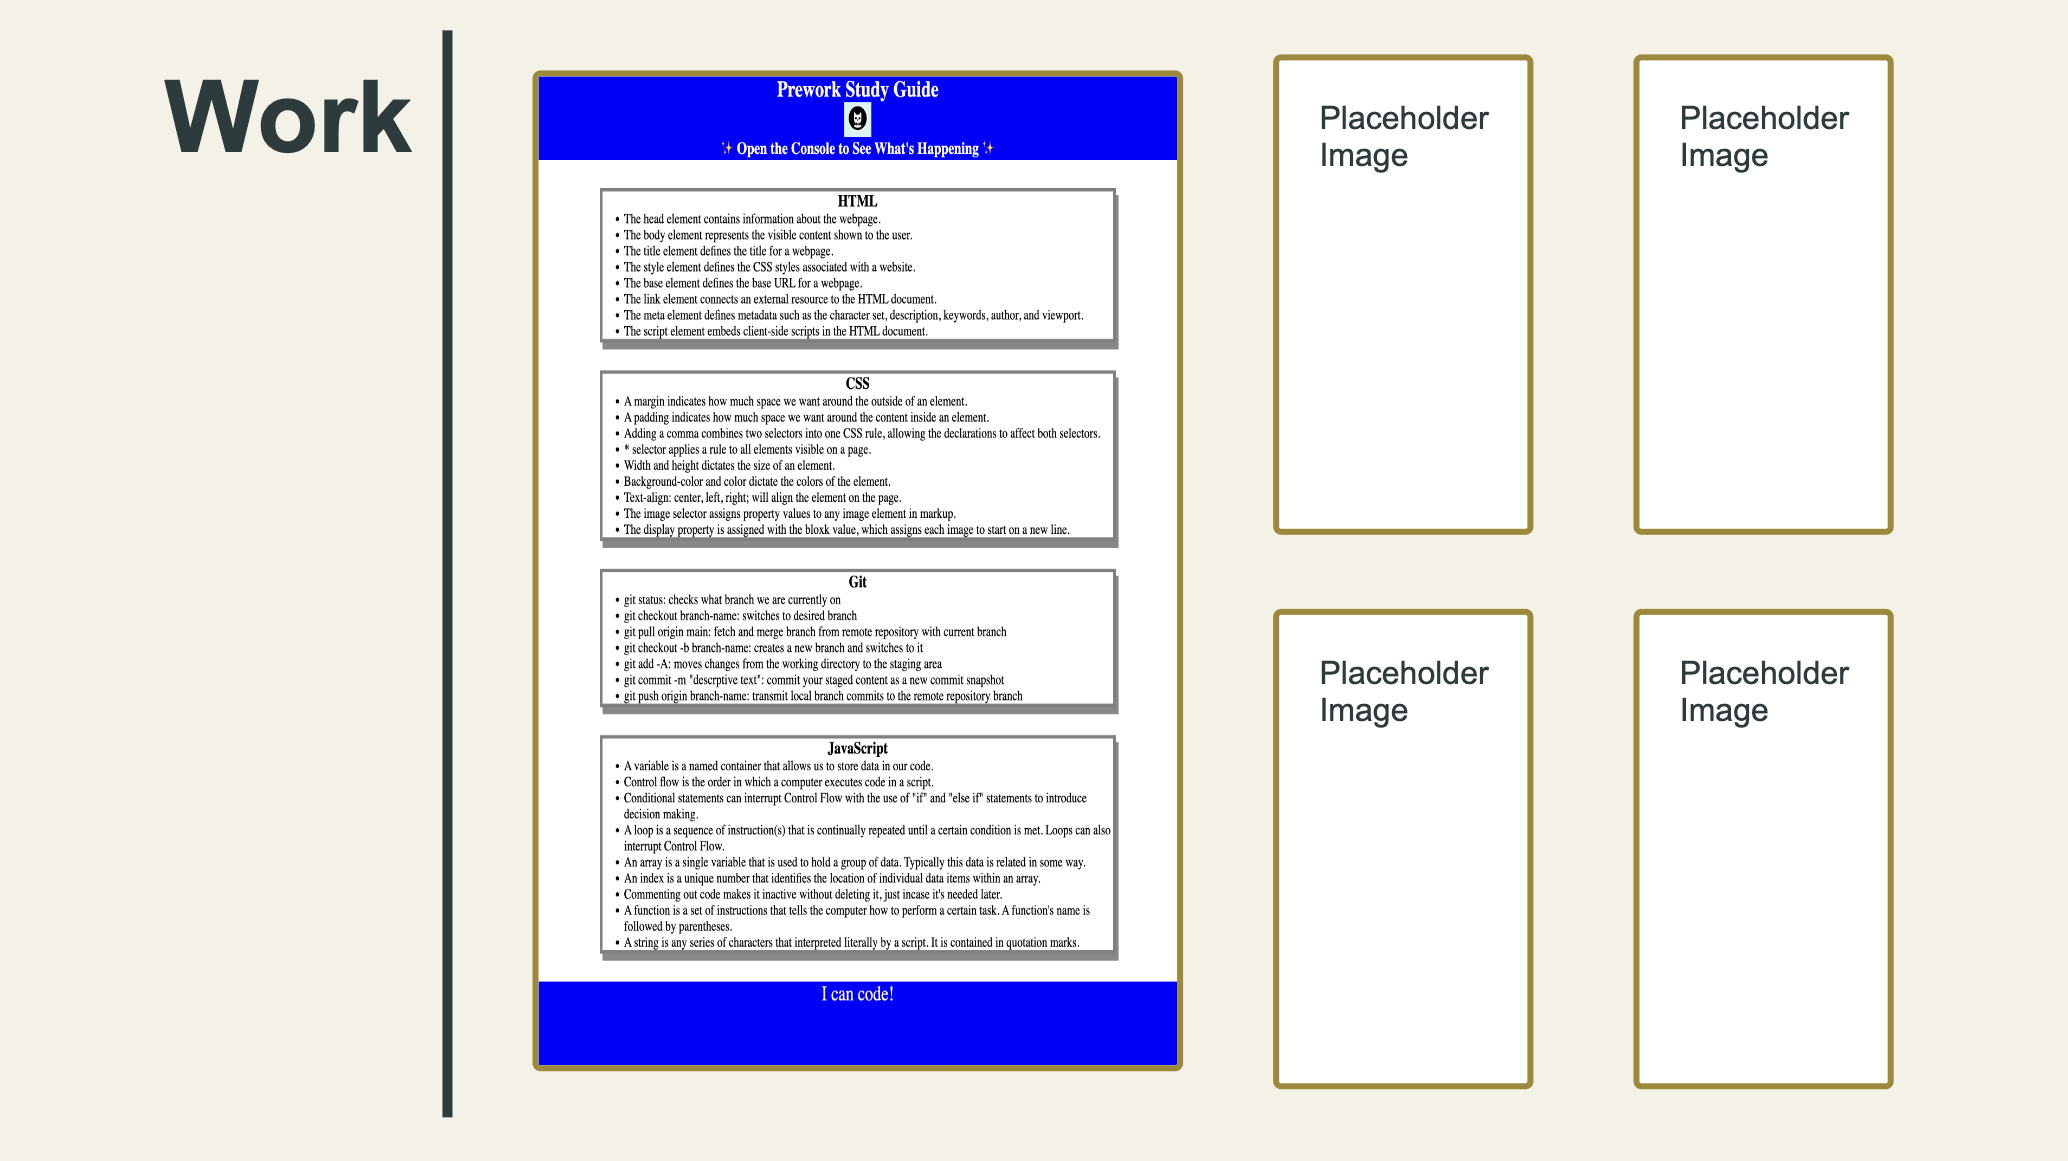 Work
Prework Study Guide
✨ Open the Console to See What's Happening ✨
HTML
• The head element contains information about the webpage.
• The body element represents the visible content shown to the user.
• The title element defines the title for a webpage.
• The style element defines the CSS styles associated with a website.
• The base element defines the base URL for a webpage.
• The link element connects an external resource to the HTML document.
• The meta element defines metadata such as the character set, description, keywords, author, and viewport.
• The script element embeds client-side scripts in the HTML document.
CSS
• A margin indicates how much space we want around the outside of an element.
• A padding indicates how much space we want around the content inside an element.
• Adding a comma combines two selectors into one CSS rule, allowing the declarations to affect both selectors.
• * selector applies a rule to all elements visible on a page.
• Width and height dictates the size of an element.
• Background-color and color dictate the colors of the element.
• Text-align: center, left, right; will align the element on the page.
• The image selector assigns property values to any image element in markup.
• The display property is assigned with the bloxk value, which assigns each image to start on a new line.
Git
• git status: checks what branch we are currently on
• git checkout branch-name: switches to desired branch
• git pull origin main: fetch and merge branch from remote repository with current branch
• git checkout -b branch-name: creates a new branch and switches to it
• git add -A: moves changes from the working directory to the staging area
• git commit -m "descrptive text": commit your staged content as a new commit snapshot
• git push origin branch-name: transmit local branch commits to the remote repository branch
JavaScript
• A variable is a named container that allows us to store data in our code.
• Control flow is the order in which a computer executes code in a script.
• Conditional statements can interrupt Control Flow with the use of "if" and "else if" statements to introduce
decision making.
• A loop is a sequence of instruction(s) that is continually repeated until a certain condition is met. Loops can also
interrupt Control Flow.
• An array is a single variable that is used to hold a group of data. Typically this data is related in some way.
• An index is a unique number that identifies the location of individual data items within an array.
• Commenting out code makes it inactive without deleting it, just incase it's needed later.
• A function is a set of instructions that tells the computer how to perform a certain task. A function's name is
followed by parentheses.
• A string is any series of characters that interpreted literally by a script. It is contained in quotation marks.
I can code!
Placeholder
Image
Placeholder
Image
Placeholder
Image
Placeholder
Image